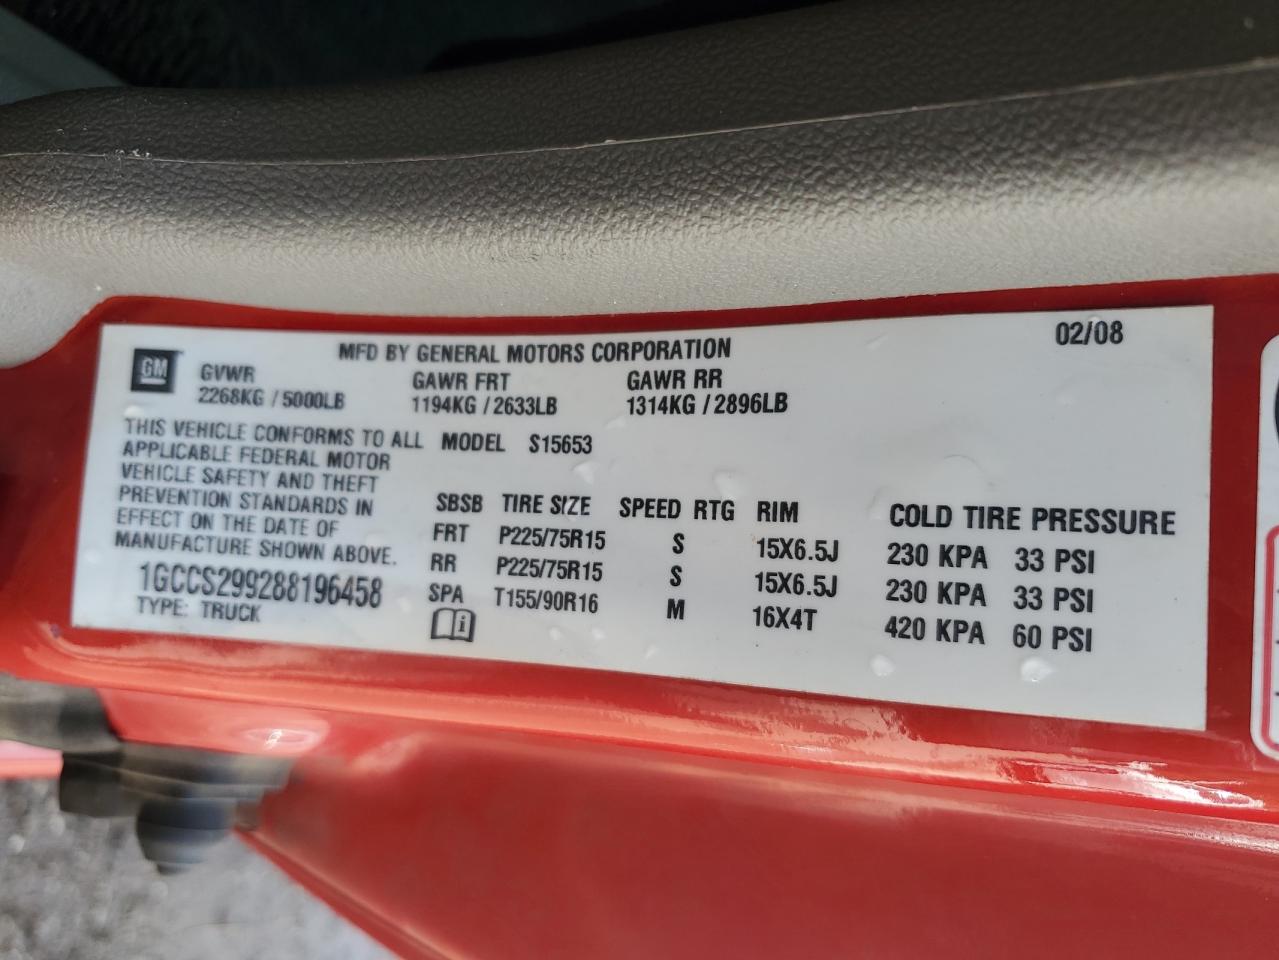 MFD BY GENERAL MOTORS CORPORATION 02/08
GM
GVWR GAWR FRT GAWR RR
2268KG / 5000LB 1194KG / 2633LB 1314KG / 2896LB
THIS VEHICLE CONFORMS TO ALL
APPLICABLE FEDERAL MOTOR
VEHICLE SAFETY AND THEFT
PREVENTION STANDARDS IN
EFFECT ON THE DATE OF
MANUFACTURE SHOWN ABOVE.
1GCCS299288196458
TYPE: TRUCK
MODEL S15653
SBSB TIRE SIZE SPEED RTG RIM COLD TIRE PRESSURE
FRT P225/75R15 S 15X6.5J 230 KPA 33 PSI
RR P225/75R15 S 15X6.5J 230 KPA 33 PSI
SPA T155/90R16 M 16X4T 420 KPA 60 PSI
i